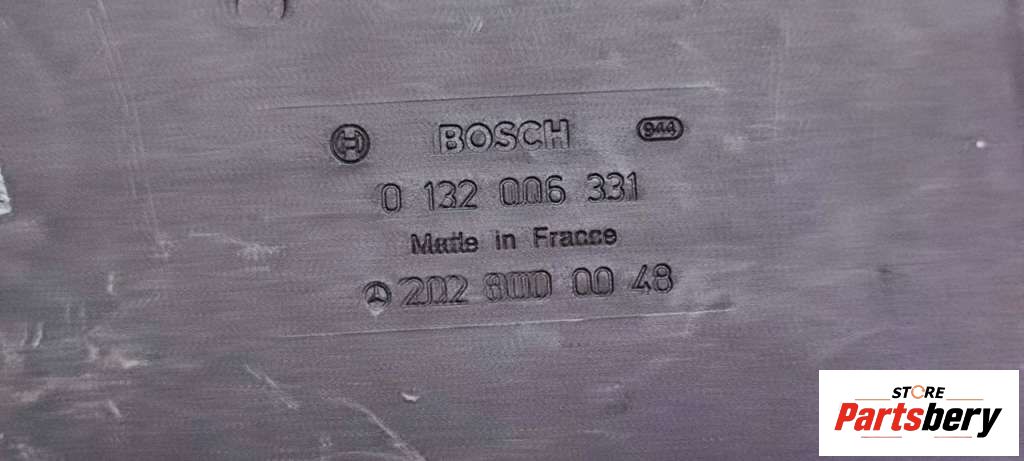 BOSCH 944
0 132 006 331
Made in France
202 800 00 48
STORE
Partsbery